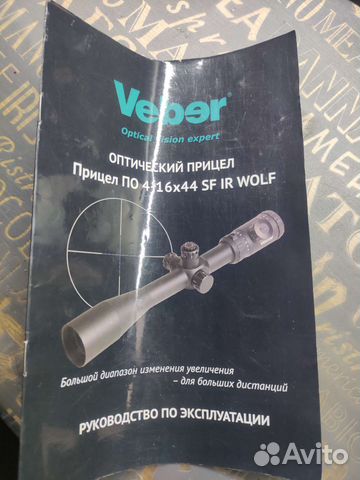 Veber®
Optical vision expert
ОПТИЧЕСКИЙ ПРИЦЕЛ
Прицел ПО 4-16x44 SF IR WOLF
Большой диапазон изменения увеличения
– для больших дистанций
РУКОВОДСТВО ПО ЭКСПЛУАТАЦИИ
Avito